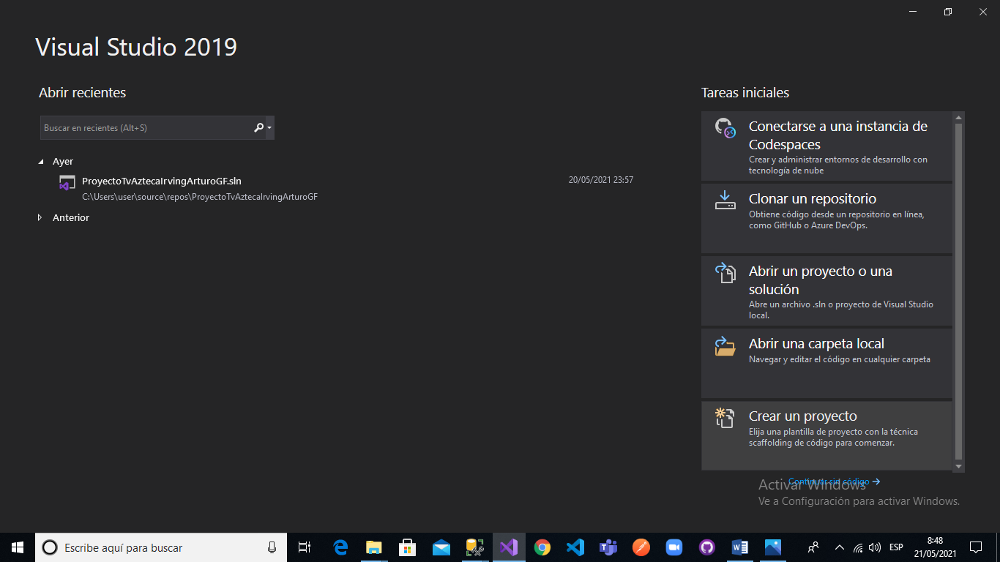 Visual Studio 2019
Abrir recientes
Buscar en recientes (Alt+S)
Ayer
ProyectoTvAztecaIrvingArturoGF.sln
20/05/2021 23:57
C:\Users\user\source\repos\ProyectoTvAztecaIrvingArturoGF
Anterior
Tareas iniciales
Conectarse a una instancia de
Codespaces
Crear y administrar entornos de desarrollo con
tecnología de nube
Clonar un repositorio
Obtiene código desde un repositorio en línea,
como GitHub o Azure DevOps.
Abrir un proyecto o una
solución
Abre un archivo .sln o proyecto de Visual Studio
local.
Abrir una carpeta local
Navegar y editar el código en cualquier carpeta
Crear un proyecto
Elija una plantilla de proyecto con la técnica
scaffolding de código para comenzar.
Continuar sin código
Activar Windows
Ve a Configuración para activar Windows.
Escribe aquí para buscar
ESP
8:48
21/05/2021